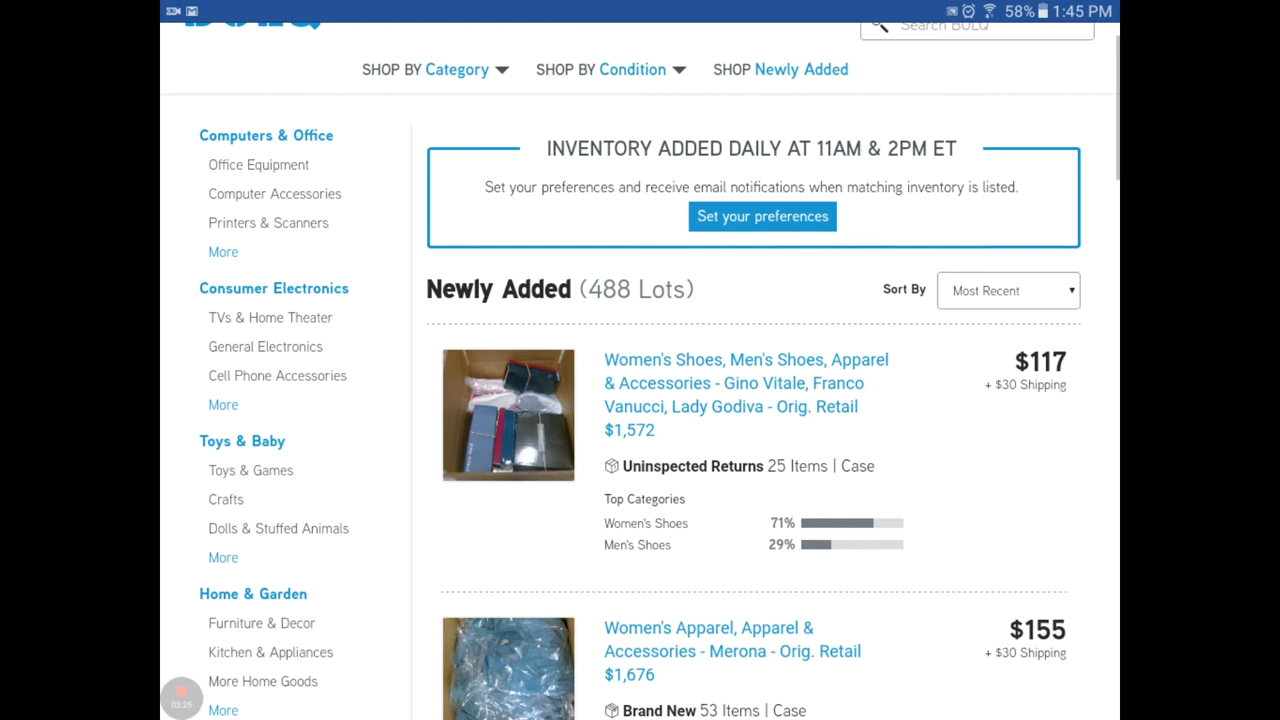 58% 1:45 PM
BULQ
Search BULQ
SHOP BY Category SHOP BY Condition SHOP Newly Added
Computers & Office
Office Equipment
Computer Accessories
Printers & Scanners
More
Consumer Electronics
TVs & Home Theater
General Electronics
Cell Phone Accessories
More
Toys & Baby
Toys & Games
Crafts
Dolls & Stuffed Animals
More
Home & Garden
Furniture & Decor
Kitchen & Appliances
More Home Goods
More
INVENTORY ADDED DAILY AT 11AM & 2PM ET
Set your preferences and receive email notifications when matching inventory is listed.
Set your preferences
Newly Added (488 Lots)
Sort By Most Recent
Women's Shoes, Men's Shoes, Apparel
& Accessories - Gino Vitale, Franco
Vanucci, Lady Godiva - Orig. Retail
$1,572
$117
+ $30 Shipping
Uninspected Returns 25 Items | Case
Top Categories
Women's Shoes 71%
Men's Shoes 29%
Women's Apparel, Apparel &
Accessories - Merona - Orig. Retail
$1,676
$155
+ $30 Shipping
Brand New 53 Items | Case
02:25